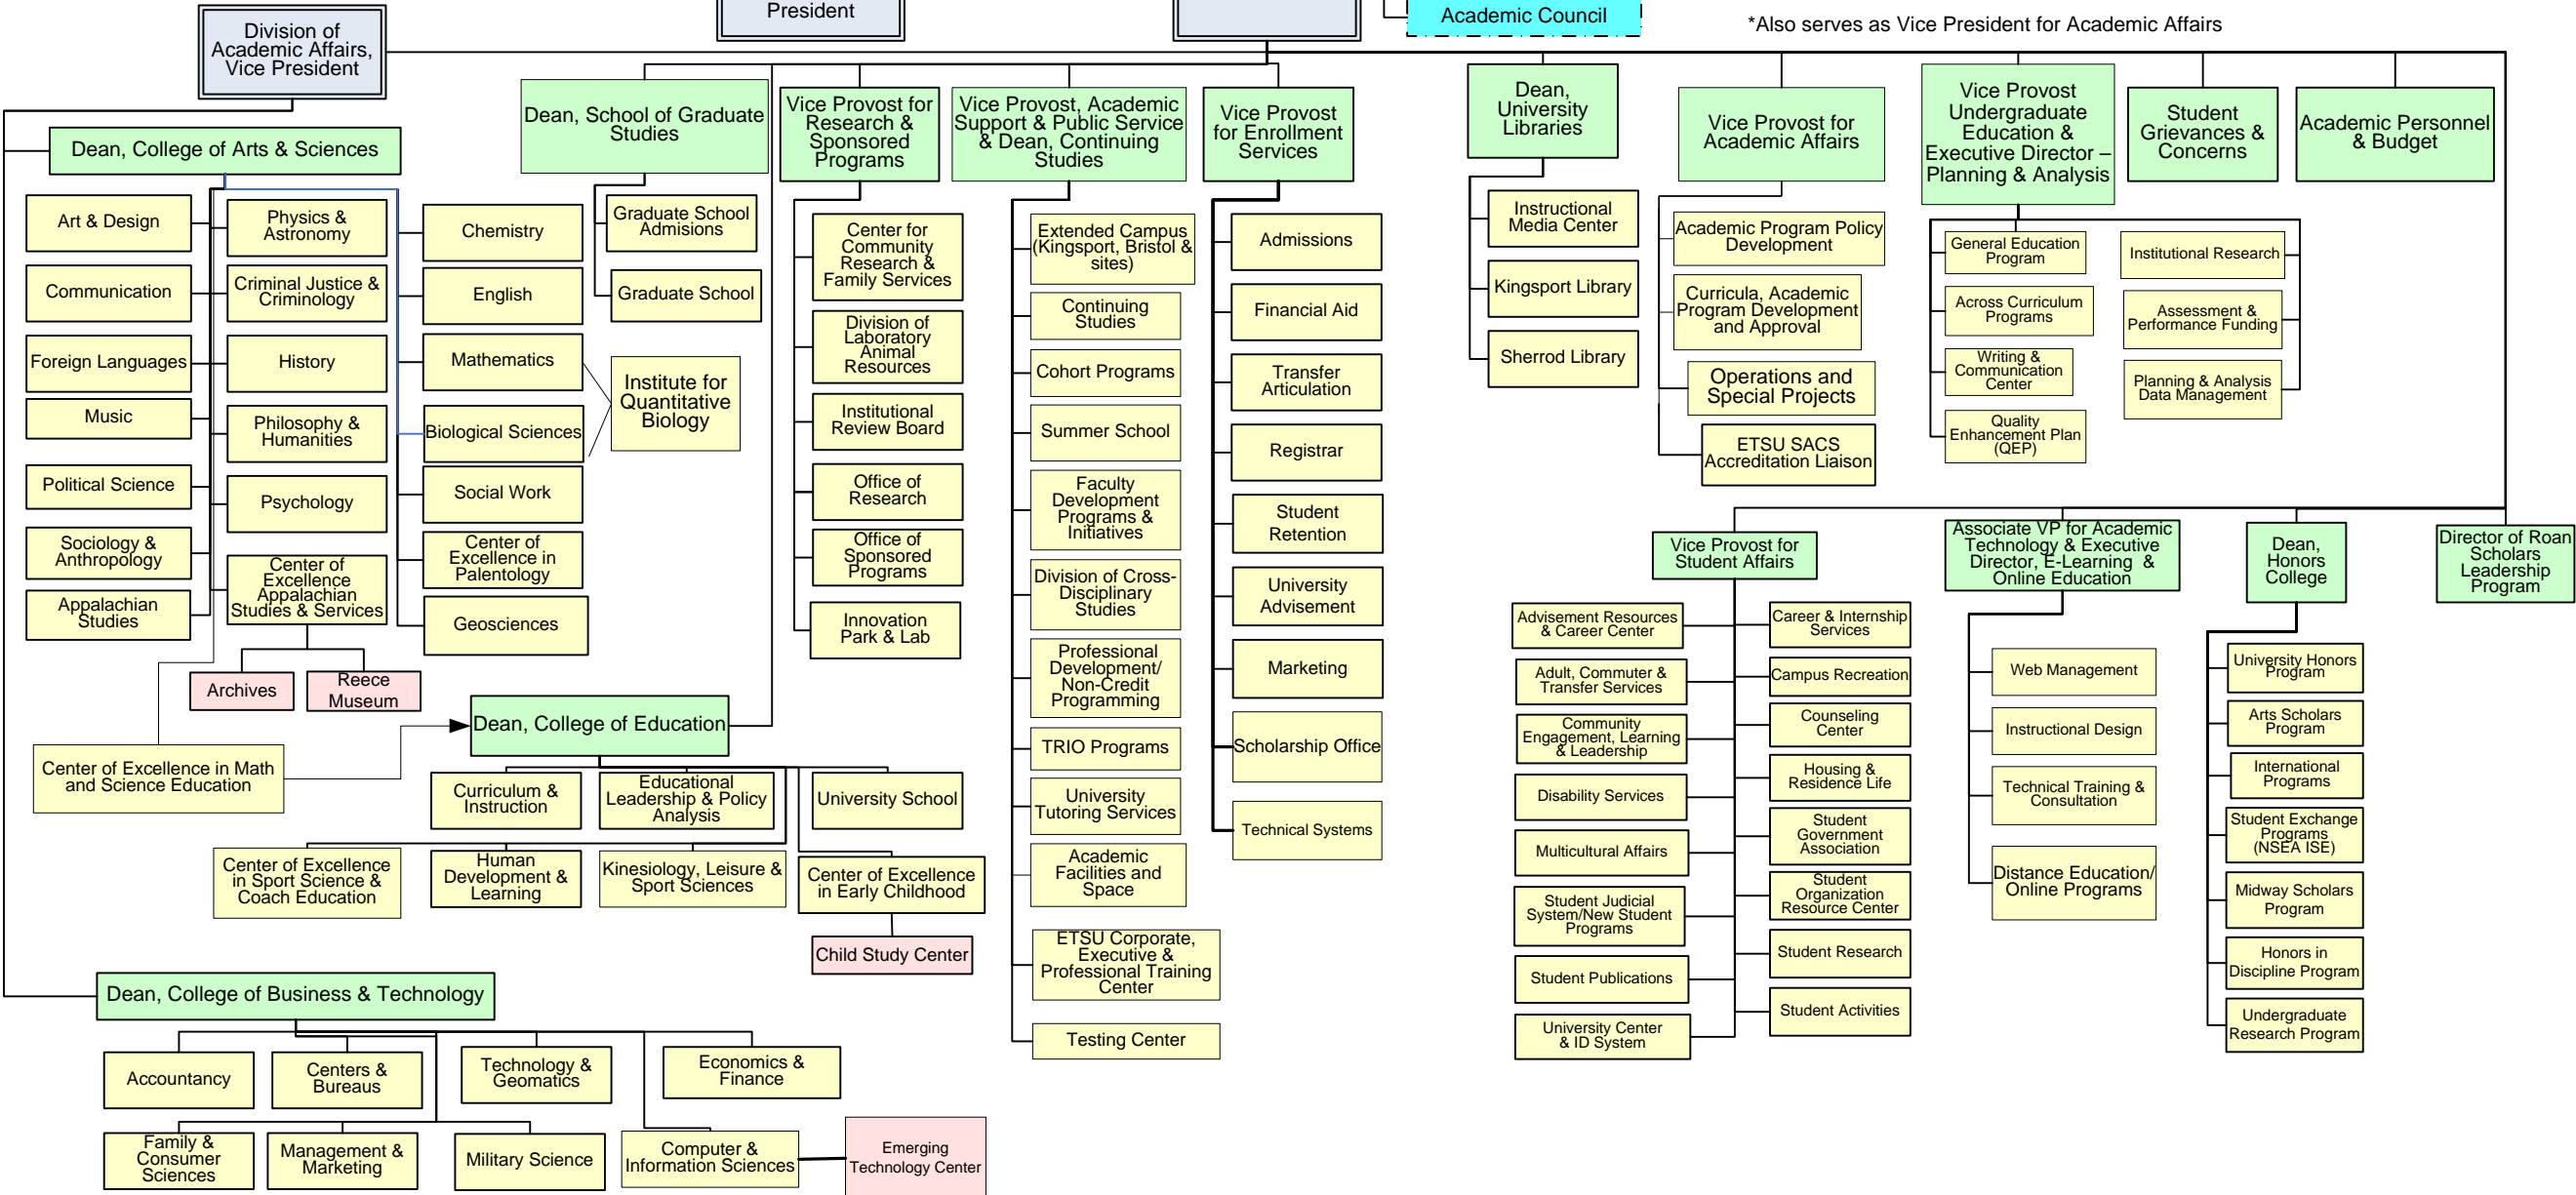 President
Academic Council
*Also serves as Vice President for Academic Affairs
Division of
Academic Affairs,
Vice President
Dean, College of Arts & Sciences
Art & Design
Communication
Foreign Languages
Music
Political Science
Sociology &
Anthropology
Appalachian
Studies
Physics &
Astronomy
Criminal Justice &
Criminology
History
Philosophy &
Humanities
Psychology
Center of
Excellence
Appalachian
Studies & Services
Archives
Reece
Museum
Chemistry
English
Mathematics
Biological Sciences
Social Work
Center of
Excellence in
Palentology
Geosciences
Institute for
Quantitative
Biology
Center of Excellence in Math
and Science Education
Dean, School of Graduate
Studies
Graduate School
Admisions
Graduate School
Vice Provost for
Research &
Sponsored
Programs
Center for
Community
Research &
Family Services
Division of
Laboratory
Animal
Resources
Institutional
Review Board
Office of
Research
Office of
Sponsored
Programs
Innovation
Park & Lab
Vice Provost, Academic
Support & Public Service
& Dean, Continuing
Studies
Extended Campus
(Kingsport, Bristol &
sites)
Continuing
Studies
Cohort Programs
Summer School
Faculty
Development
Programs &
Initiatives
Division of Cross-
Disciplinary
Studies
Professional
Development/
Non-Credit
Programming
TRIO Programs
University
Tutoring Services
Academic
Facilities and
Space
ETSU Corporate,
Executive &
Professional Training
Center
Testing Center
Vice Provost
for Enrollment
Services
Admissions
Financial Aid
Transfer
Articulation
Registrar
Student
Retention
University
Advisement
Marketing
Scholarship Office
Technical Systems
Dean, College of Education
Curriculum &
Instruction
Educational
Leadership & Policy
Analysis
University School
Center of Excellence
in Sport Science &
Coach Education
Human
Development &
Learning
Kinesiology, Leisure &
Sport Sciences
Center of Excellence
in Early Childhood
Child Study Center
Dean, College of Business & Technology
Accountancy
Centers &
Bureaus
Technology &
Geomatics
Economics &
Finance
Family &
Consumer
Sciences
Management &
Marketing
Military Science
Computer &
Information Sciences
Emerging
Technology Center
Dean,
University
Libraries
Instructional
Media Center
Kingsport Library
Sherrod Library
Vice Provost for
Academic Affairs
Academic Program Policy
Development
Curricula, Academic
Program Development
and Approval
Operations and
Special Projects
ETSU SACS
Accreditation Liaison
Vice Provost
Undergraduate
Education &
Executive Director –
Planning & Analysis
General Education
Program
Across Curriculum
Programs
Writing &
Communication
Center
Quality
Enhancement Plan
(QEP)
Institutional Research
Assessment &
Performance Funding
Planning & Analysis
Data Management
Student
Grievances &
Concerns
Academic Personnel
& Budget
Vice Provost for
Student Affairs
Advisement Resources
& Career Center
Adult, Commuter &
Transfer Services
Community
Engagement, Learning
& Leadership
Disability Services
Multicultural Affairs
Student Judicial
System/New Student
Programs
Student Publications
University Center
& ID System
Career & Internship
Services
Campus Recreation
Counseling
Center
Housing &
Residence Life
Student
Government
Association
Student
Organization
Resource Center
Student Research
Student Activities
Associate VP for Academic
Technology & Executive
Director, E-Learning &
Online Education
Web Management
Instructional Design
Technical Training &
Consultation
Distance Education/
Online Programs
Dean,
Honors
College
University Honors
Program
Arts Scholars
Program
International
Programs
Student Exchange
Programs
(NSEA ISE)
Midway Scholars
Program
Honors in
Discipline Program
Undergraduate
Research Program
Director of Roan
Scholars
Leadership
Program